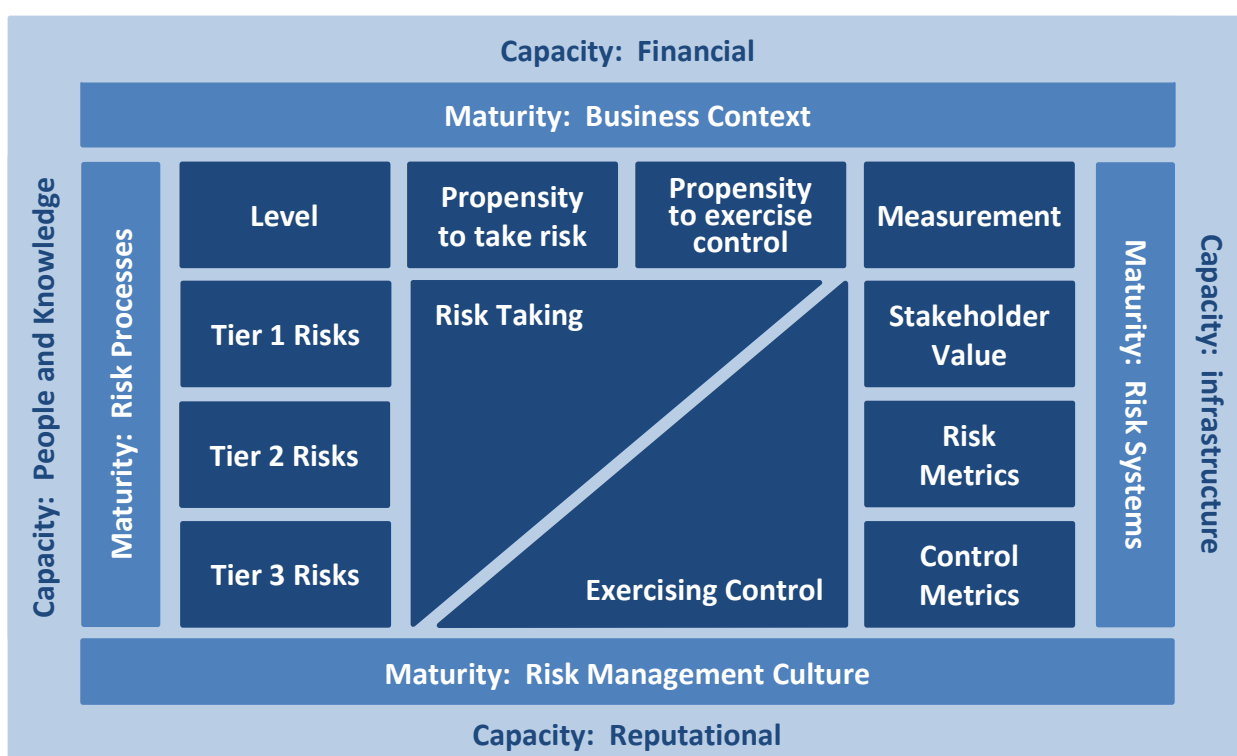 Capacity: Financial
Maturity: Business Context
Capacity: People and Knowledge
Maturity: Risk Processes
Level
Propensity
to take risk
Propensity
to exercise
control
Measurement
Tier 1 Risks
Risk Taking
Stakeholder
Value
Tier 2 Risks
Risk
Metrics
Tier 3 Risks
Exercising Control
Control
Metrics
Maturity: Risk Systems
Capacity: infrastructure
Maturity: Risk Management Culture
Capacity: Reputational